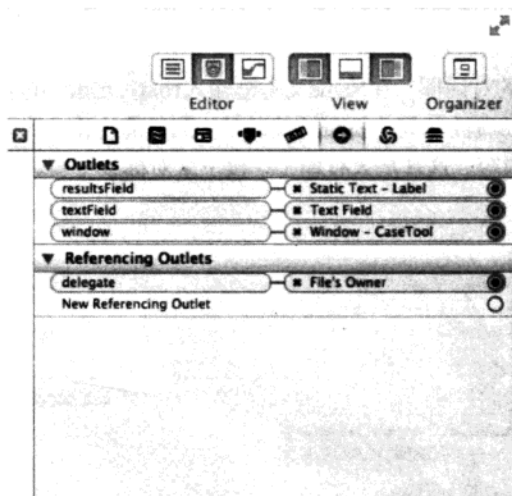 Editor View Organizer
Outlets
resultsField Static Text - Label
textField Text Field
window Window - CaseTool
Referencing Outlets
delegate File's Owner
New Referencing Outlet